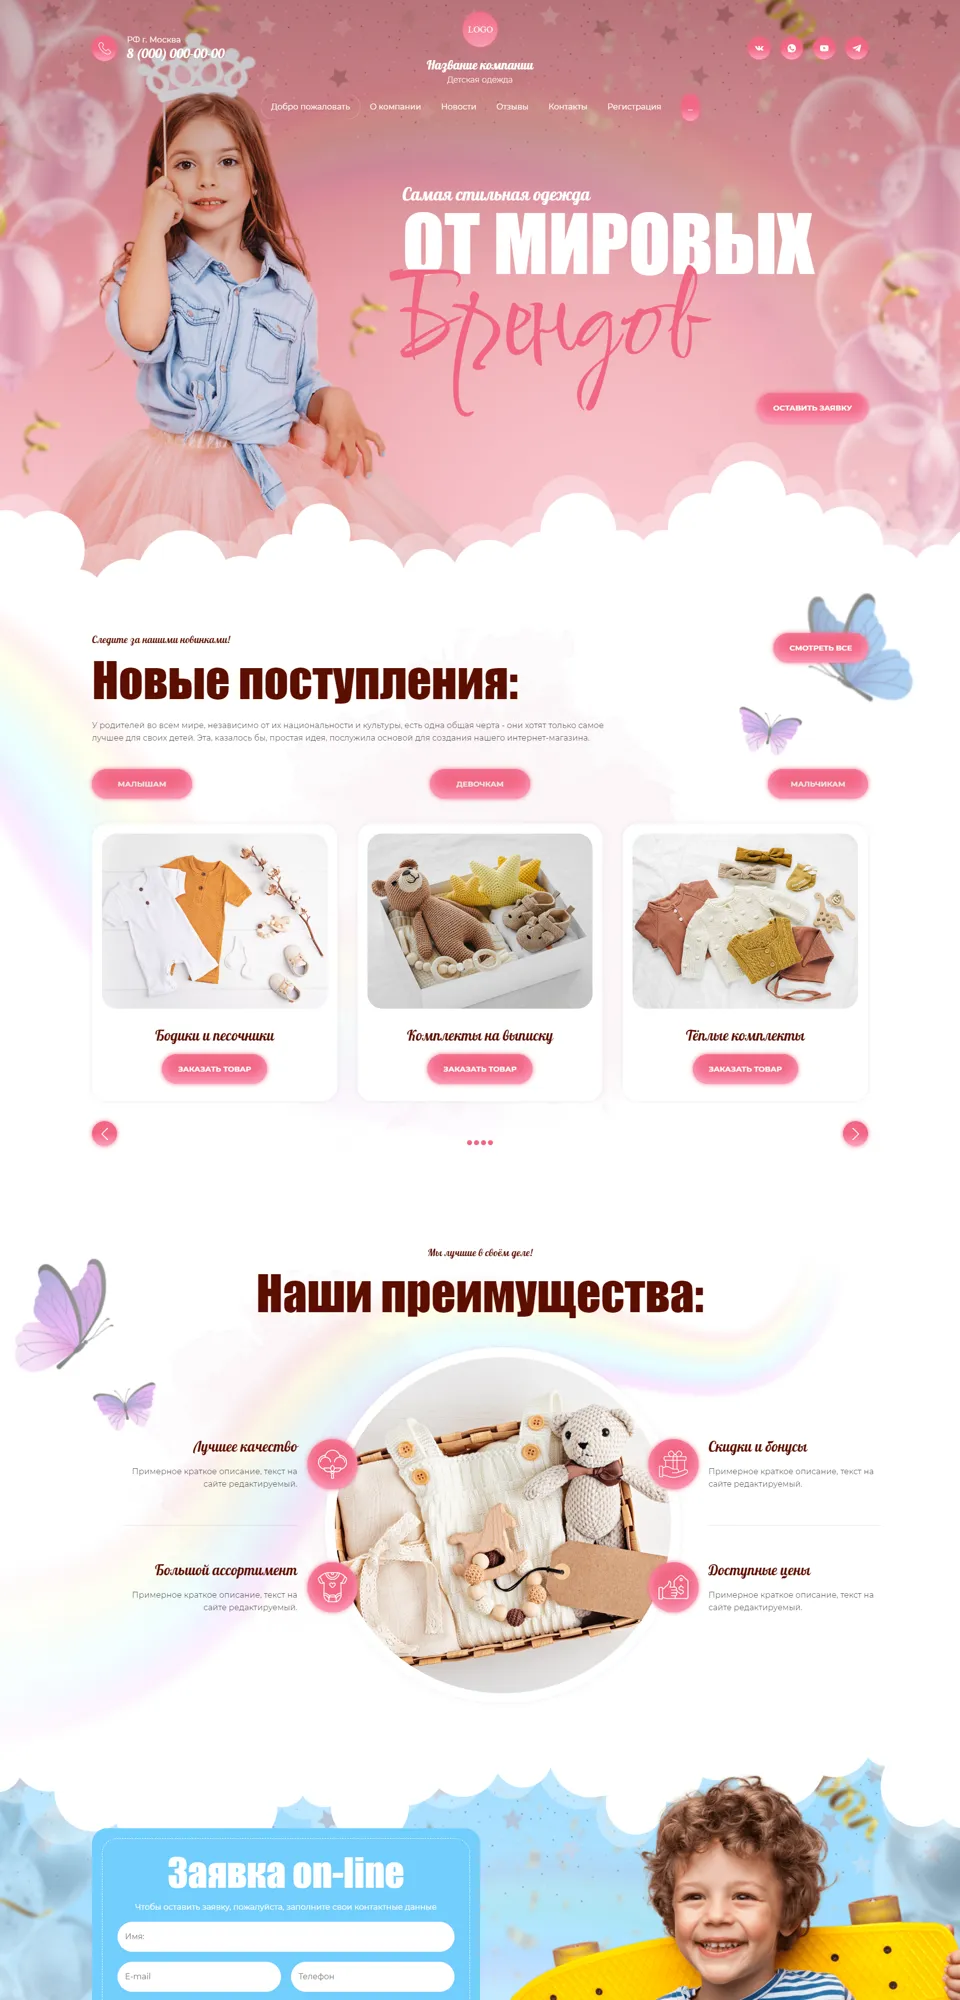 РФ г. Москва
8 (000) 000-00-00
LOGO
Название компании
Детская одежда
Добро пожаловать
О компании
Новости
Отзывы
Контакты
Регистрация
...
Самая стильная одежда
ОТ МИРОВЫХ
Брендов
ОСТАВИТЬ ЗАЯВКУ
Следите за нашими новинками!
СМОТРЕТЬ ВСЕ
Новые поступления:
У родителей во всем мире, независимо от их национальности и культуры, есть одна общая черта - они хотят только самое
лучшее для своих детей. Эта, казалось бы, простая идея, послужила основой для создания нашего интернет-магазина.
МАЛЫШАМ
ДЕВОЧКАМ
МАЛЬЧИКАМ
Бодики и песочники
ЗАКАЗАТЬ ТОВАР
Комплекты на выписку
ЗАКАЗАТЬ ТОВАР
Тёплые комплекты
ЗАКАЗАТЬ ТОВАР
Мы лучшие в своём деле!
Наши преимущества:
Лучшее качество
Примерное краткое описание, текст на
сайте редактируемый.
Скидки и бонусы
Примерное краткое описание, текст на
сайте редактируемый.
Большой ассортимент
Примерное краткое описание, текст на
сайте редактируемый.
Доступные цены
Примерное краткое описание, текст на
сайте редактируемый.
Заявка on-line
Чтобы оставить заявку, пожалуйста, заполните свои контактные данные
Имя:
E-mail
Телефон